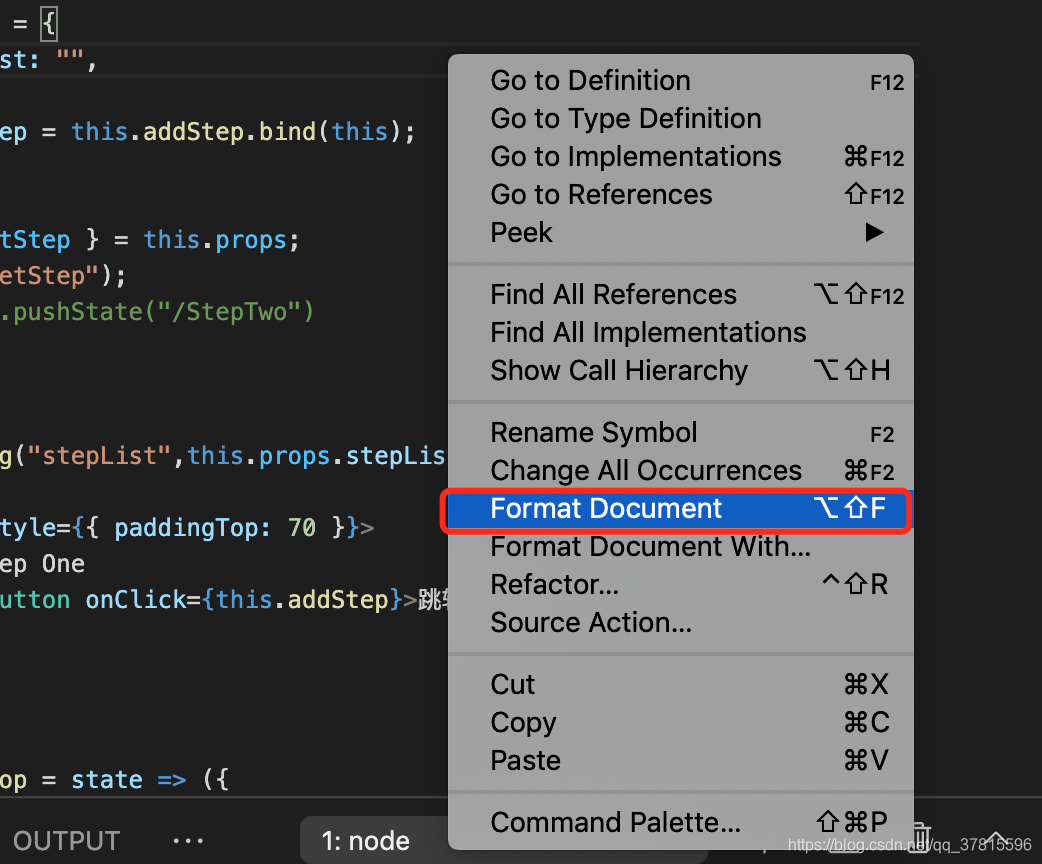 = {
st: "",
ep = this.addStep.bind(this);
tStep } = this.props;
etStep");
.pushState("/StepTwo")
g("stepList",this.props.stepLis
tyle={{ paddingTop: 70 }}>
ep One
utton onClick={this.addStep}>跳
op = state => ({
Go to Definition F12
Go to Type Definition
Go to Implementations ⌘F12
Go to References ⇧F12
Peek ▶
Find All References ⌥⇧F12
Find All Implementations
Show Call Hierarchy ⌥⇧H
Rename Symbol F2
Change All Occurrences ⌘F2
Format Document ⌥⇧F
Format Document With...
Refactor... ^⇧R
Source Action...
Cut ⌘X
Copy ⌘C
Paste ⌘V
Command Palette... ⇧⌘P
OUTPUT ... 1: node
https://blog.csdn.net/qq_37815596